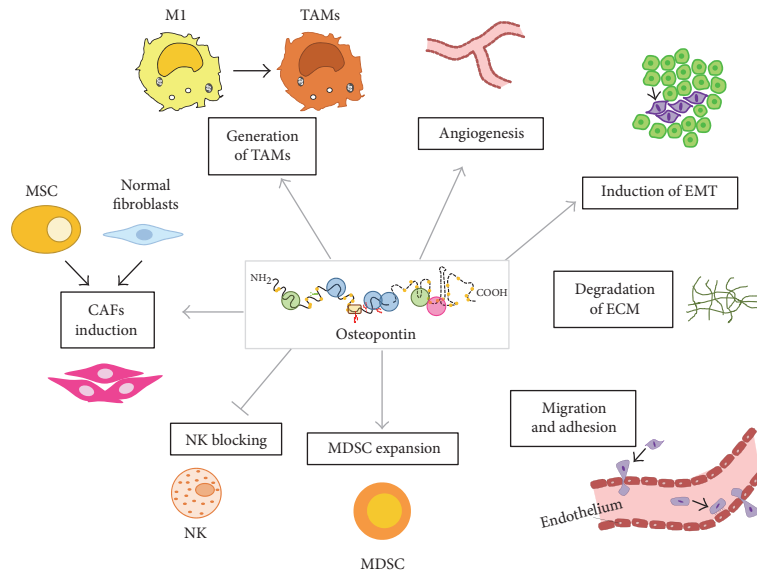 M1
TAMs
Generation
of TAMs
Angiogenesis
Induction of EMT
MSC
Normal
fibroblasts
CAFs
induction
NH2
COOH
Osteopontin
Degradation
of ECM
NK blocking
MDSC expansion
Migration
and adhesion
NK
MDSC
Endothelium